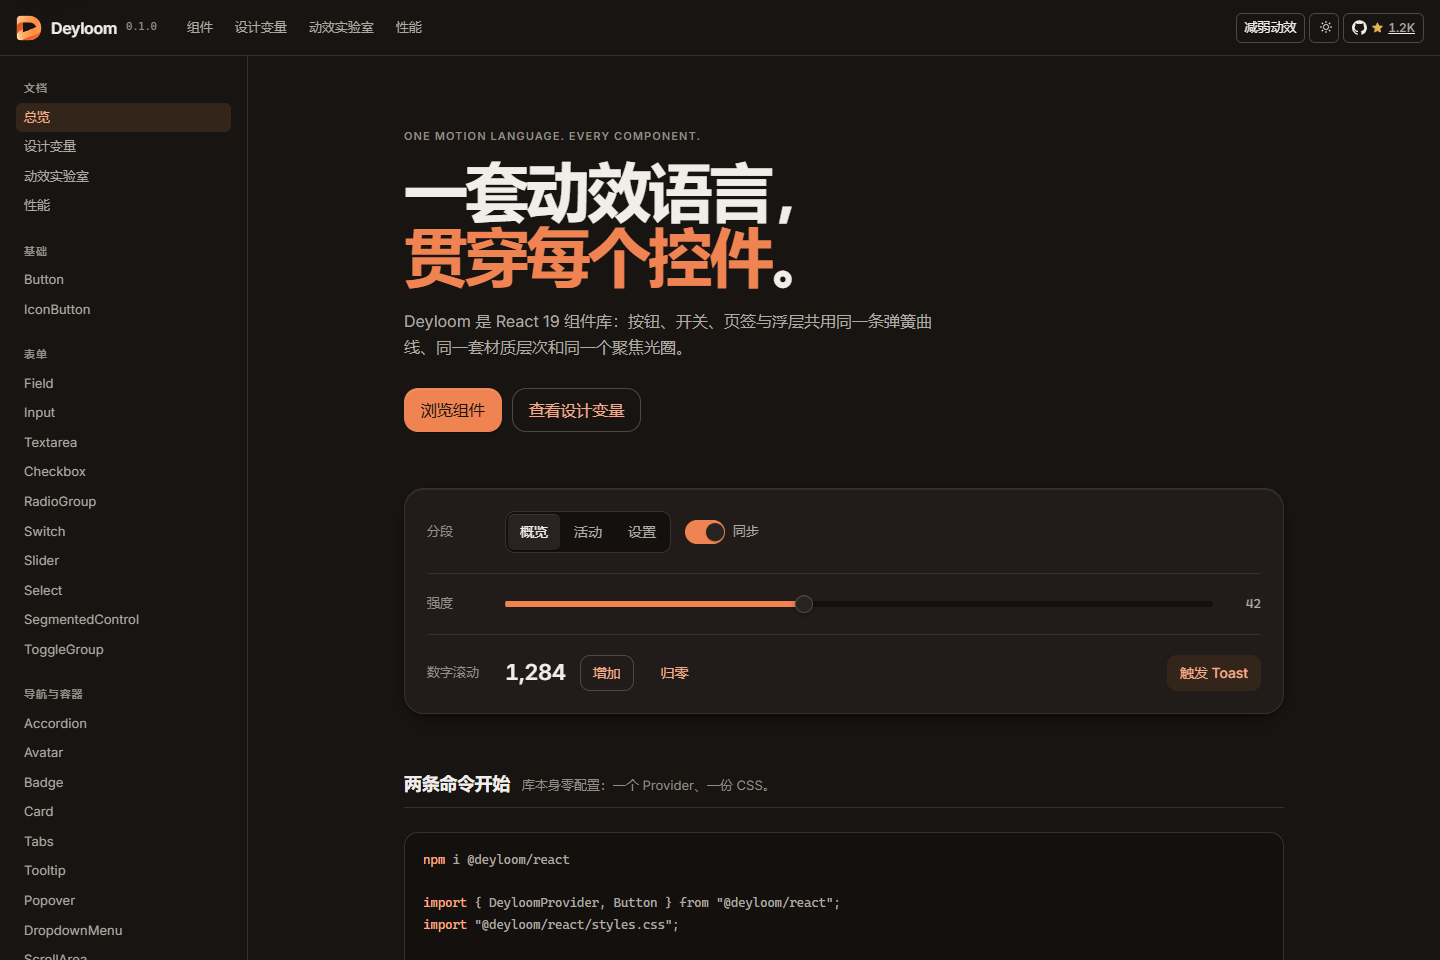 Deyloom 0.1.0 组件 设计变量 动效实验室 性能 减弱动效 1.2K
文档
总览
设计变量
动效实验室
性能
基础
Button
IconButton
表单
Field
Input
Textarea
Checkbox
RadioGroup
Switch
Slider
Select
SegmentedControl
ToggleGroup
导航与容器
Accordion
Avatar
Badge
Card
Tabs
Tooltip
Popover
DropdownMenu
ScrollArea
ONE MOTION LANGUAGE. EVERY COMPONENT.
一套动效语言，
贯穿每个控件。
Deyloom 是 React 19 组件库：按钮、开关、页签与浮层共用同一条弹簧曲
线、同一套材质层次和同一个聚焦光圈。
浏览组件 查看设计变量
分段 概览 活动 设置 同步
强度 42
数字滚动 1,284 增加 归零 触发 Toast
两条命令开始 库本身零配置：一个 Provider、一份 CSS。
npm i @deyloom/react
import { DeyloomProvider, Button } from "@deyloom/react";
import "@deyloom/react/styles.css";